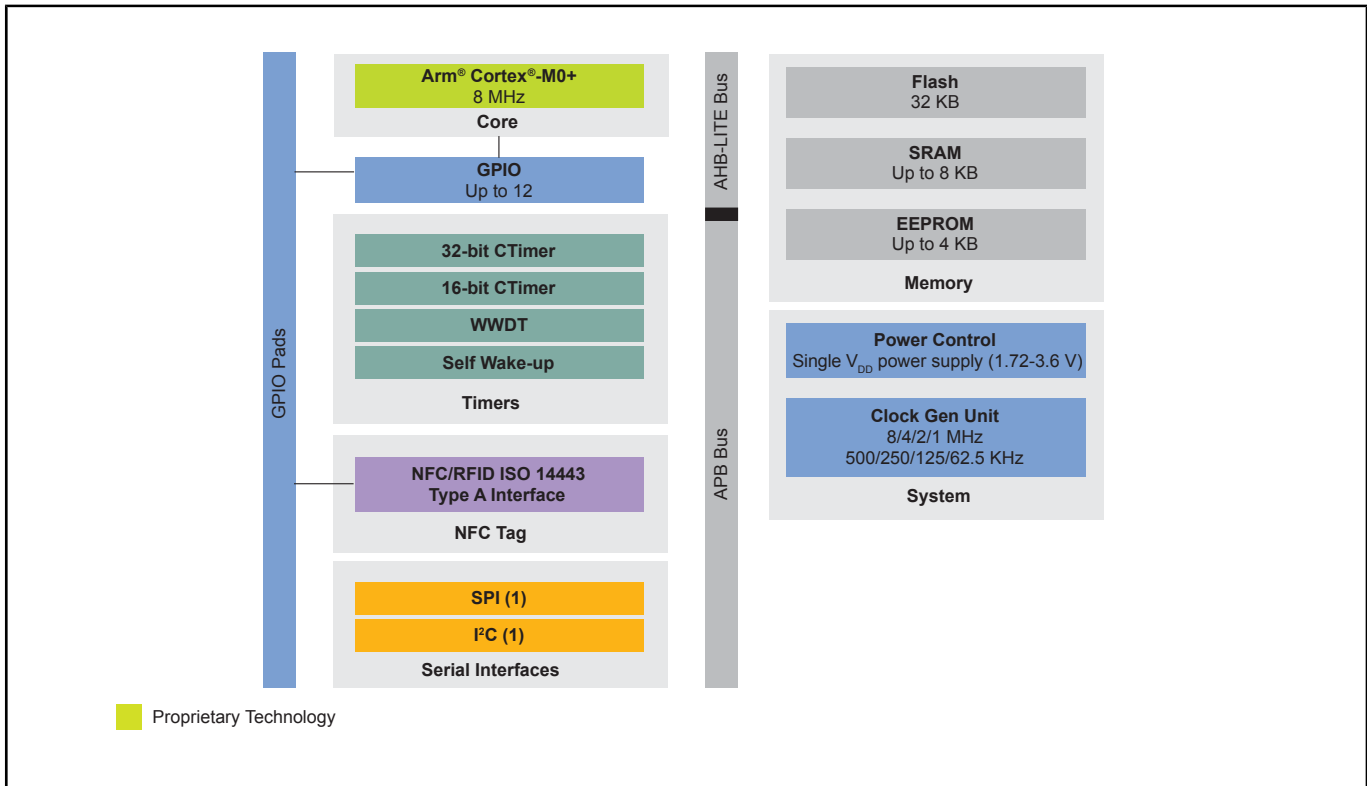 GPIO Pads
Arm® Cortex®-M0+
8 MHz
Core
GPIO
Up to 12
32-bit CTimer
16-bit CTimer
WWDT
Self Wake-up
Timers
NFC/RFID ISO 14443
Type A Interface
NFC Tag
SPI (1)
I²C (1)
Serial Interfaces
AHB-LITE Bus
APB Bus
Flash
32 KB
SRAM
Up to 8 KB
EEPROM
Up to 4 KB
Memory
Power Control
Single VDD power supply (1.72-3.6 V)
Clock Gen Unit
8/4/2/1 MHz
500/250/125/62.5 KHz
System
Proprietary Technology